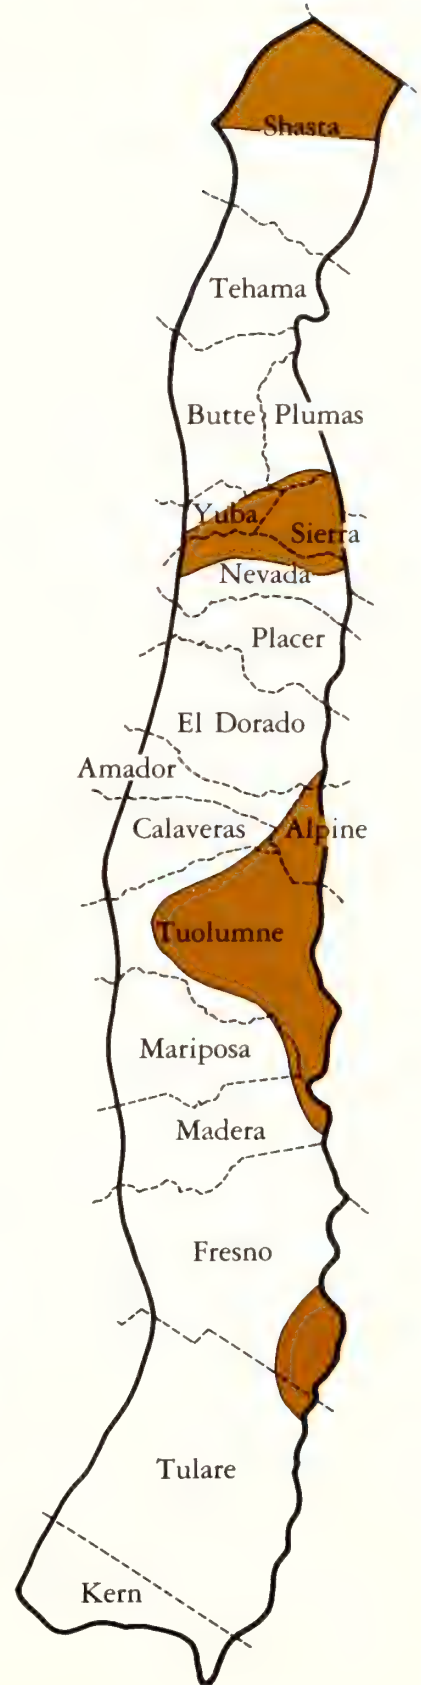 Shasta
Tehama
Butte Plumas
Yuba
Sierra
Nevada
Placer
El Dorado
Amador
Calaveras Alpine
Tuolumne
Mariposa
Madera
Fresno
Tulare
Kern